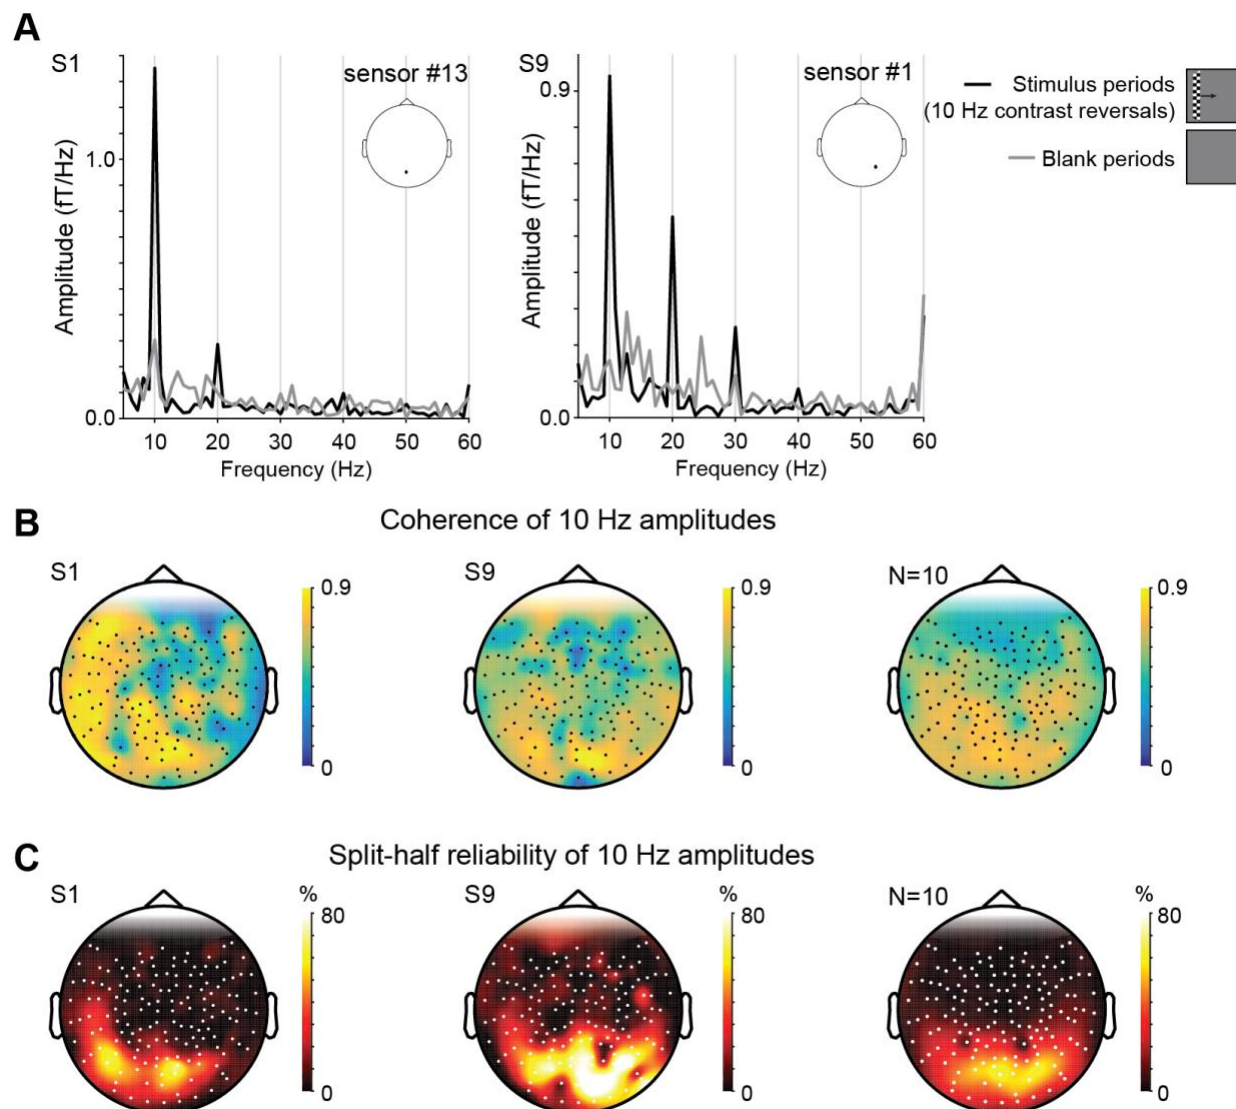 A
S1
sensor #13
Amplitude (fT/Hz)
1.0
0.0
10 20 30 40 50 60
Frequency (Hz)
S9
sensor #1
Amplitude (fT/Hz)
0.9
0.0
10 20 30 40 50 60
Frequency (Hz)
Stimulus periods
(10 Hz contrast reversals)
Blank periods
B
Coherence of 10 Hz amplitudes
S1
0.9
0
S9
0.9
0
N=10
0.9
0
C
Split-half reliability of 10 Hz amplitudes
S1
%
80
0
S9
%
80
0
N=10
%
80
0